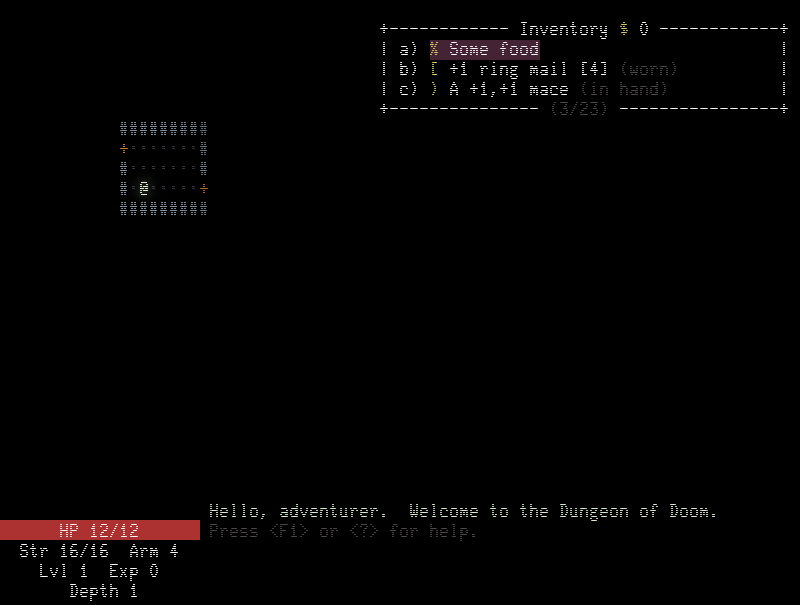 +------------ Inventory $ 0 ------------+
| a) % Some food |
| b) [ +1 ring mail [4] (worn) |
| c) ) A +1,+1 mace (in hand) |
+--------------- (3/23) ----------------+
#########
+·······#
#·······#
#·@·····+
#########
Hello, adventurer.  Welcome to the Dungeon of Doom.
HP 12/12 Press <F1> or <?> for help.
Str 16/16  Arm 4
Lvl 1  Exp 0
Depth 1